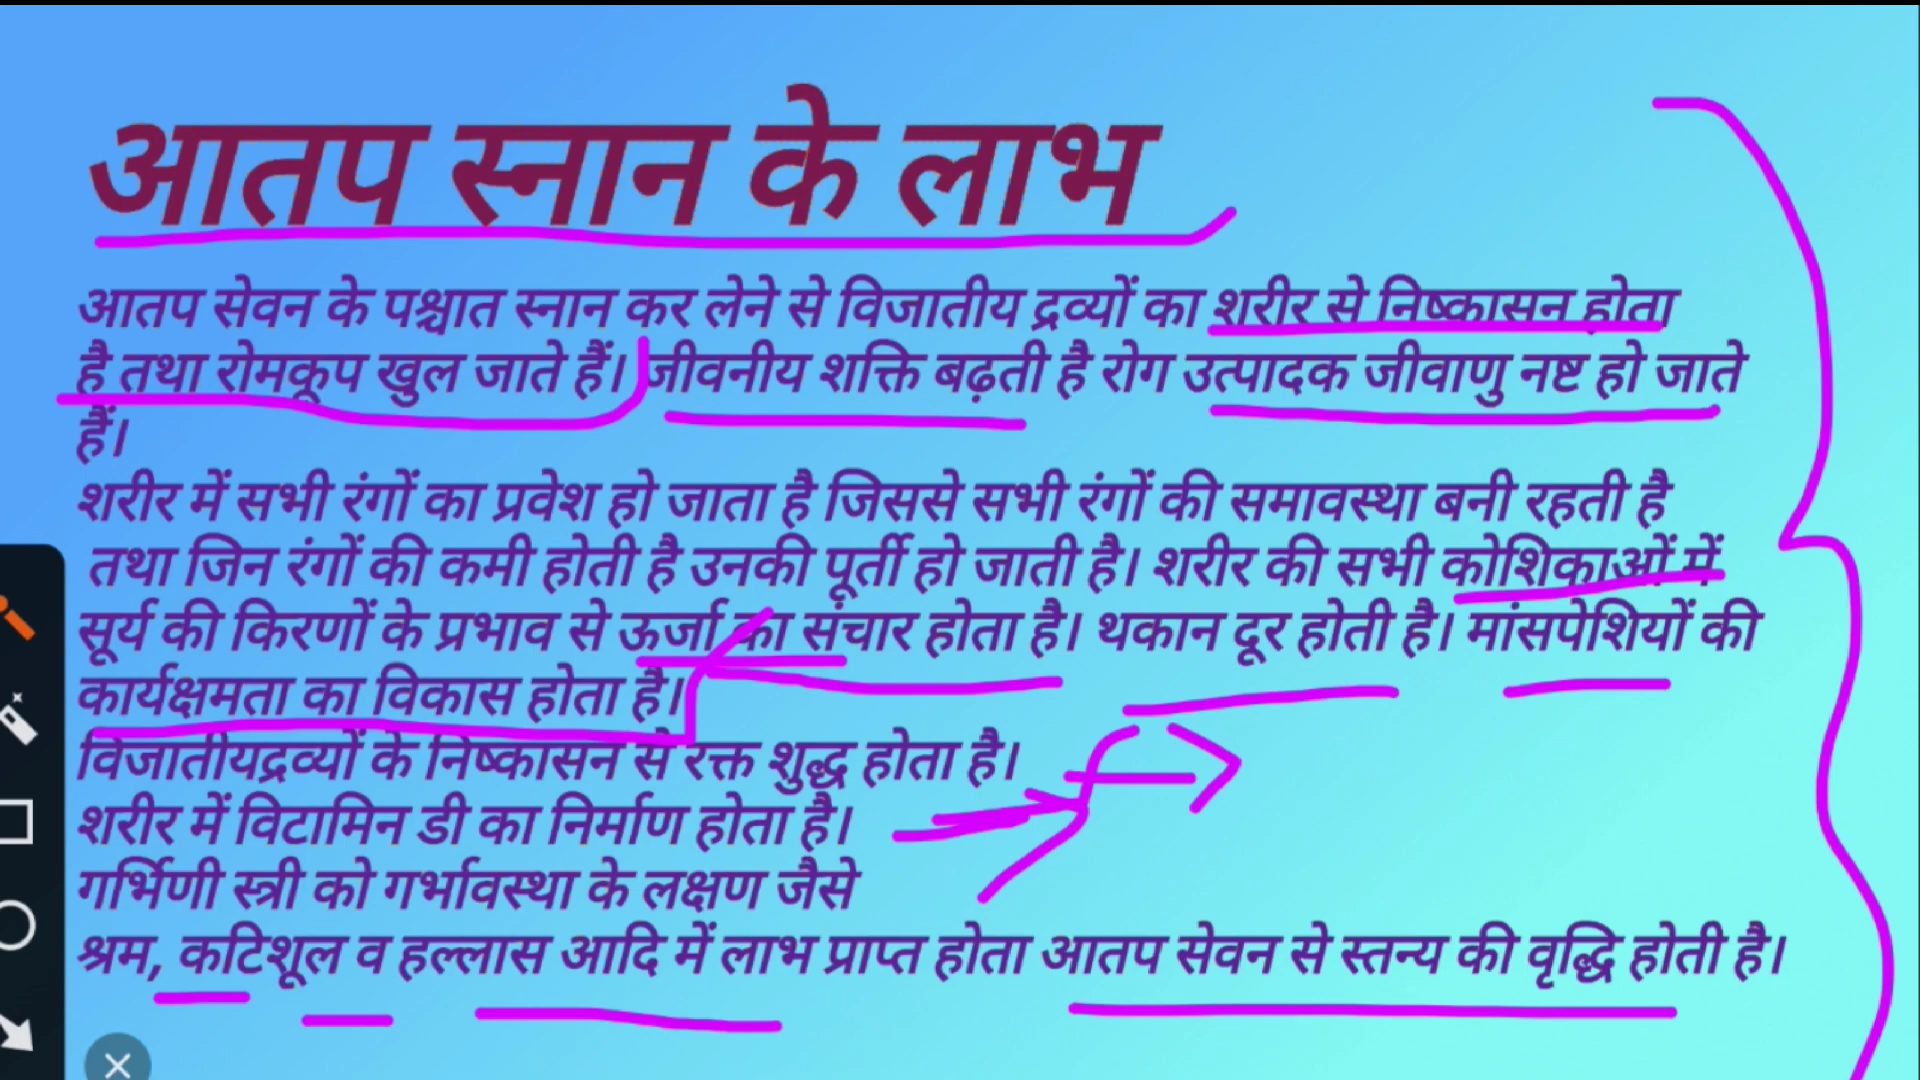 आतप स्नान के लाभ
आतप सेवन के पश्चात स्नान कर लेने से विजातीय द्रव्यों का शरीर से निष्कासन होता
है तथा रोमकूप खुल जाते हैं। जीवनीय शक्ति बढ़ती है रोग उत्पादक जीवाणु नष्ट हो जाते
हैं।
शरीर में सभी रंगों का प्रवेश हो जाता है जिससे सभी रंगों की समावस्था बनी रहती है
तथा जिन रंगों की कमी होती है उनकी पूर्ती हो जाती है। शरीर की सभी कोशिकाओं में
सूर्य की किरणों के प्रभाव से ऊर्जा का संचार होता है। थकान दूर होती है। मांसपेशियों की
कार्यक्षमता का विकास होता है।
विजातीयद्रव्यों के निष्कासन से रक्त शुद्ध होता है।
शरीर में विटामिन डी का निर्माण होता है।
गर्भिणी स्त्री को गर्भावस्था के लक्षण जैसे
श्रम, कटिशूल व हल्लास आदि में लाभ प्राप्त होता आतप सेवन से स्तन्य की वृद्धि होती है।